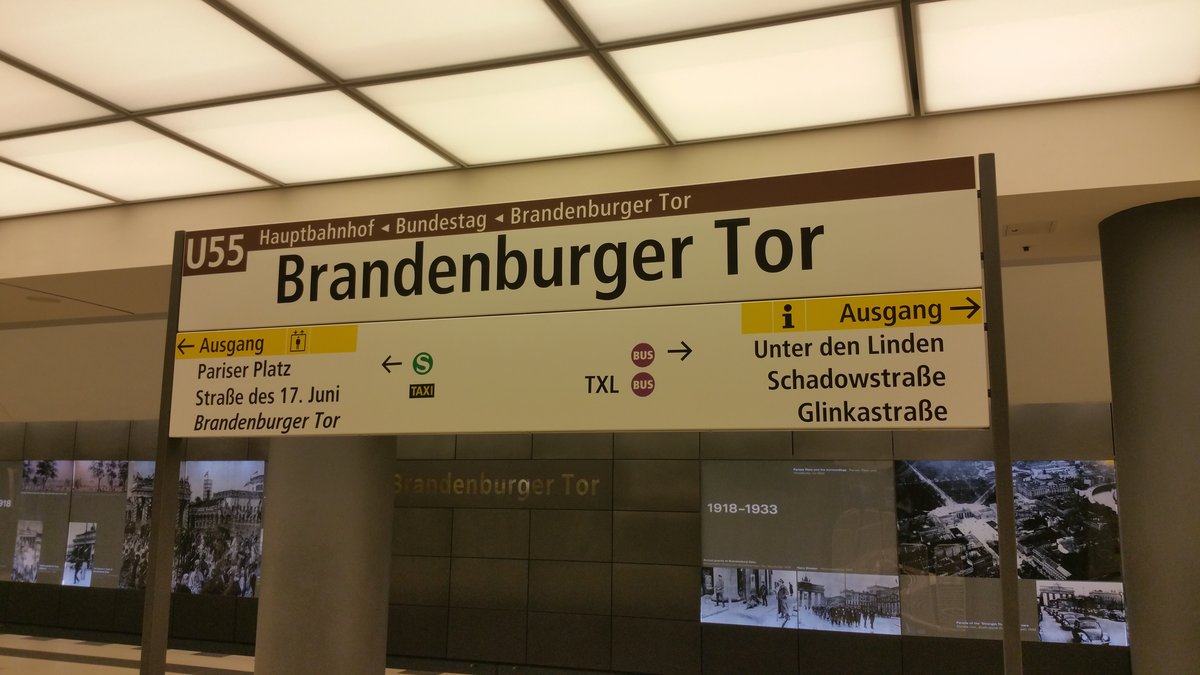 U55
Hauptbahnhof ◂ Bundestag ◂ Brandenburger Tor
Brandenburger Tor
← Ausgang
Pariser Platz
Straße des 17. Juni
Brandenburger Tor
← S
TAXI
BUS →
TXL BUS
i Ausgang →
Unter den Linden
Schadowstraße
Glinkastraße
Brandenburger Tor
1918–1933